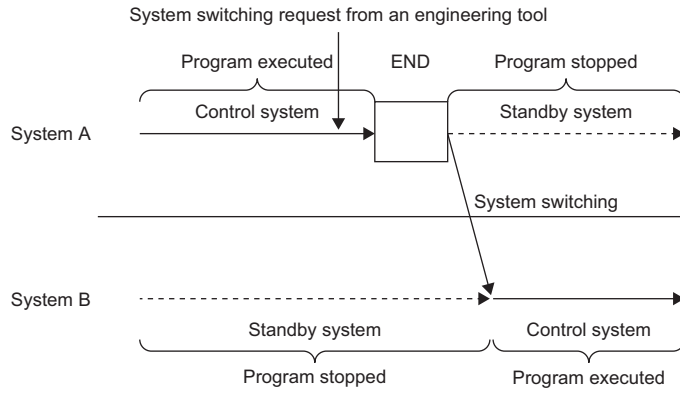 System switching request from an engineering tool
Program executed
END
Program stopped
Control system
Standby system
System A
System switching
System B
Standby system
Control system
Program stopped
Program executed